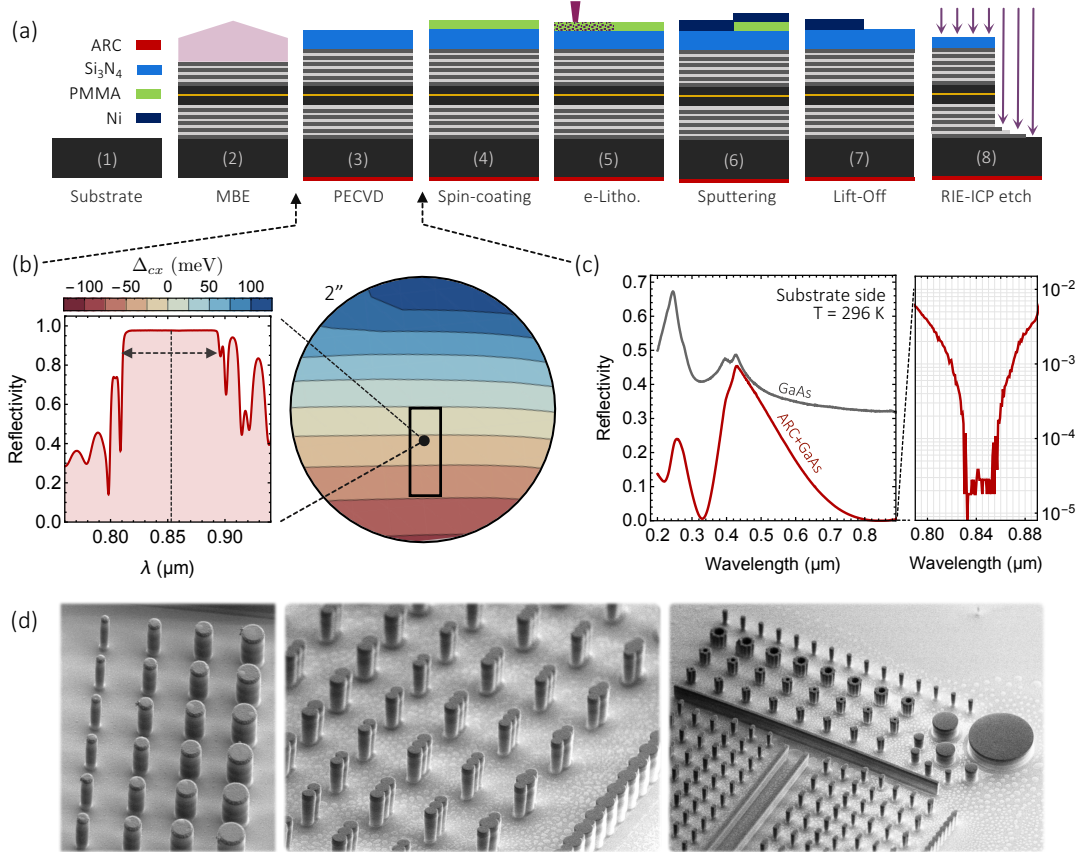 (a)
ARC
Si₃N₄
PMMA
Ni
(1) (2) (3) (4) (5) (6) (7) (8)
Substrate MBE PECVD Spin-coating e-Litho. Sputtering Lift-Off RIE-ICP etch
(b)
Δcx (meV)
−100 −50 0 50 100
Reflectivity
1.0
0.8
0.6
0.4
0.2
0.0
0.80 0.85 0.90
λ (μm)
2”
(c)
Reflectivity
0.7
0.6
0.5
0.4
0.3
0.2
0.1
0.0
Substrate side
T = 296 K
GaAs
ARC+GaAs
0.2 0.3 0.4 0.5 0.6 0.7 0.8
Wavelength (μm)
10⁻²
10⁻³
10⁻⁴
10⁻⁵
0.80 0.84 0.88
Wavelength (μm)
(d)